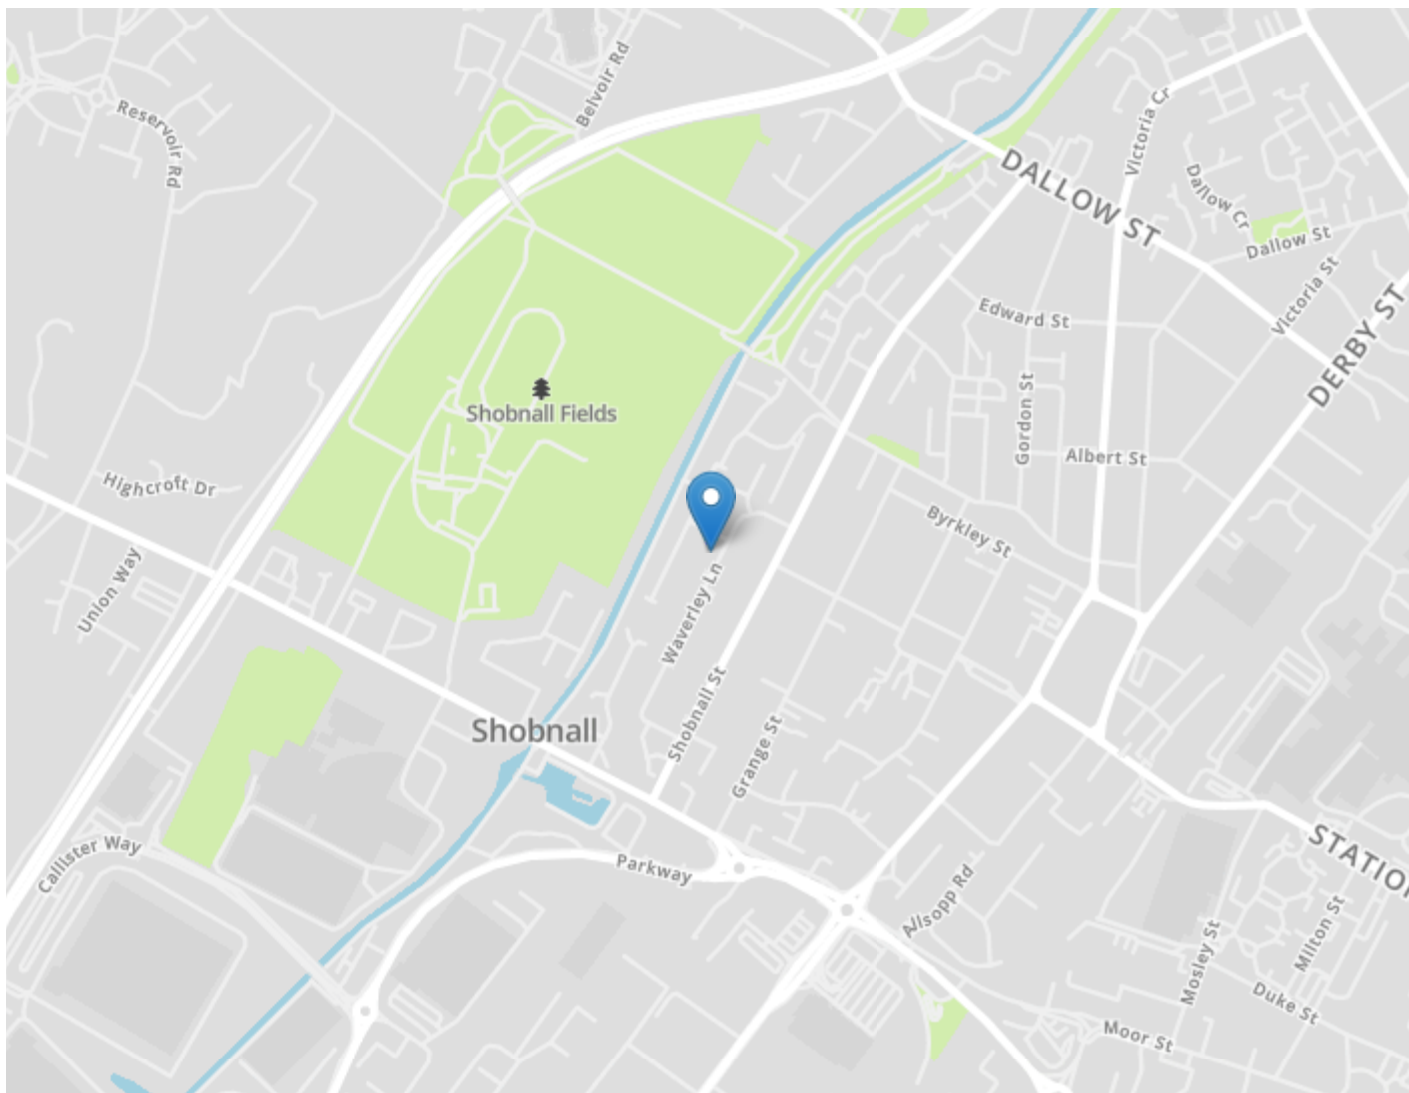 Belvoir Rd
Reservoir Rd
Victoria Cr
DALLOW ST
Dallow Cr
Dallow St
Victoria St
Edward St
DERBY ST
Shobnall Fields
Gordon St
Albert St
Highcroft Dr
Byrkley St
Union Way
Waverley Ln
Shobnall St
Shobnall
Grange St
Callister Way
Parkway
STATIO
Allsopp Rd
Milton St
Mosley St
Duke St
Moor St